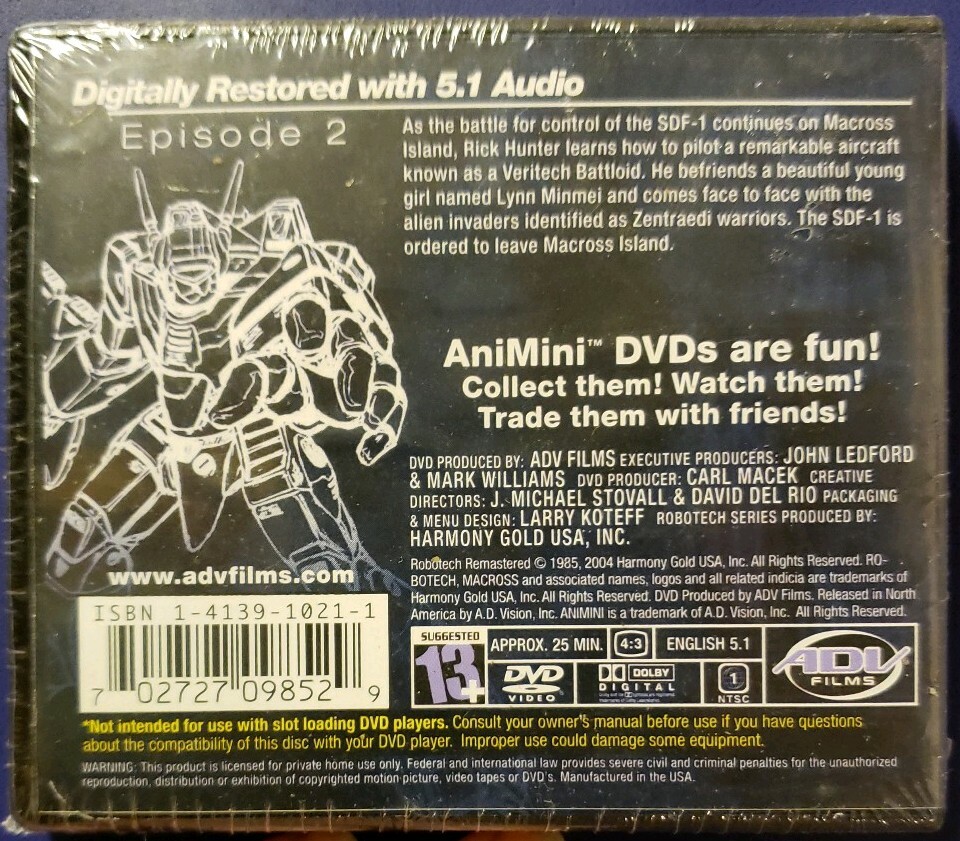 Digitally Restored with 5.1 Audio
Episode 2
As the battle for control of the SDF-1 continues on Macross
Island, Rick Hunter learns how to pilot a remarkable aircraft
known as a Veritech Battloid. He befriends a beautiful young
girl named Lynn Minmei and comes face to face with the
alien invaders identified as Zentraedi warriors. The SDF-1 is
ordered to leave Macross Island.
AniMini™ DVDs are fun!
Collect them! Watch them!
Trade them with friends!
DVD PRODUCED BY: ADV FILMS EXECUTIVE PRODUCERS: JOHN LEDFORD
& MARK WILLIAMS DVD PRODUCER: CARL MACEK CREATIVE
DIRECTORS: J. MICHAEL STOVALL & DAVID DEL RIO PACKAGING
& MENU DESIGN: LARRY KOTEFF ROBOTECH SERIES PRODUCED BY:
HARMONY GOLD USA, INC.
www.advfilms.com
Robotech Remastered © 1985, 2004 Harmony Gold USA, Inc. All Rights Reserved. RO-
BOTECH, MACROSS and associated names, logos and all related indicia are trademarks of
Harmony Gold USA, Inc. All Rights Reserved. DVD Produced by ADV Films. Released in North
America by A.D. Vision, Inc. ANIMINI is a trademark of A.D. Vision, Inc. All Rights Reserved.
ISBN 1-4139-1021-1
7 02727 09852 9
SUGGESTED
13+
APPROX. 25 MIN.
4:3
ENGLISH 5.1
DVD
VIDEO
DOLBY
DIGITAL
1
NTSC
ADV
FILMS
*Not intended for use with slot loading DVD players. Consult your owner's manual before use if you have questions
about the compatibility of this disc with your DVD player. Improper use could damage some equipment.
WARNING: This product is licensed for private home use only. Federal and international law provides severe civil and criminal penalties for the unauthorized
reproduction, distribution or exhibition of copyrighted motion picture, video tapes or DVD's. Manufactured in the USA.